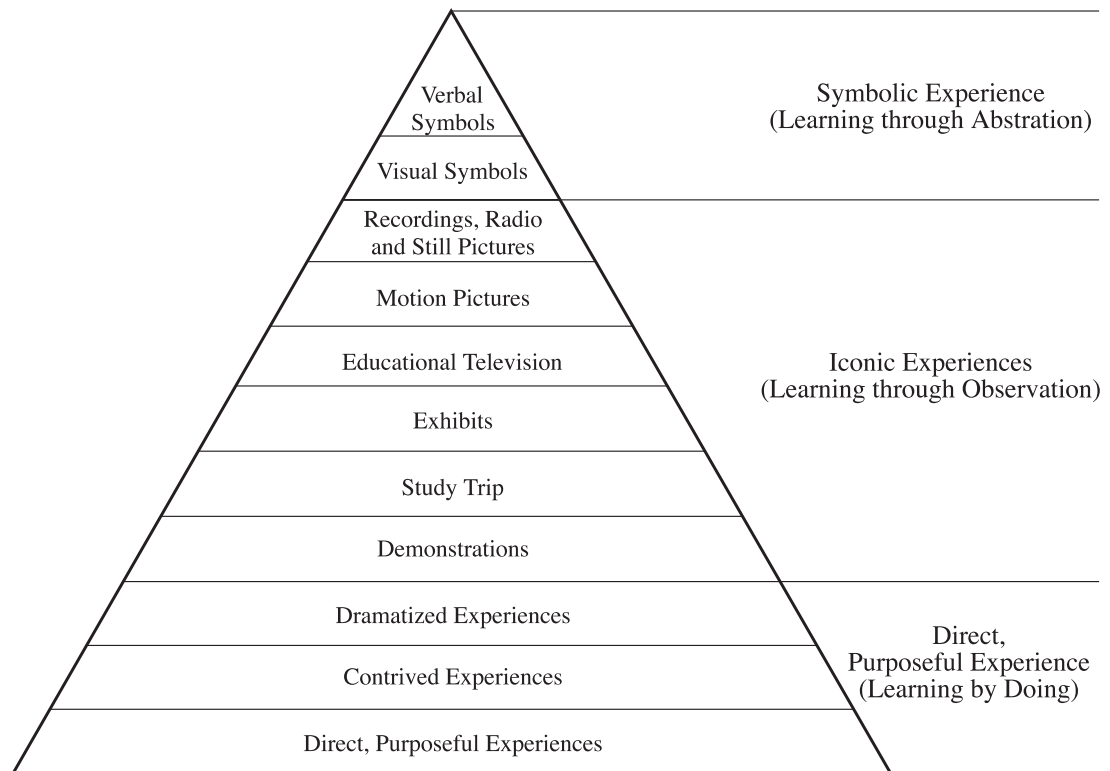 Verbal
Symbols
Symbolic Experience
(Learning through Abstration)
Visual Symbols
Recordings, Radio
and Still Pictures
Motion Pictures
Educational Television
Iconic Experiences
(Learning through Observation)
Exhibits
Study Trip
Demonstrations
Dramatized Experiences
Direct,
Purposeful Experience
(Learning by Doing)
Contrived Experiences
Direct, Purposeful Experiences